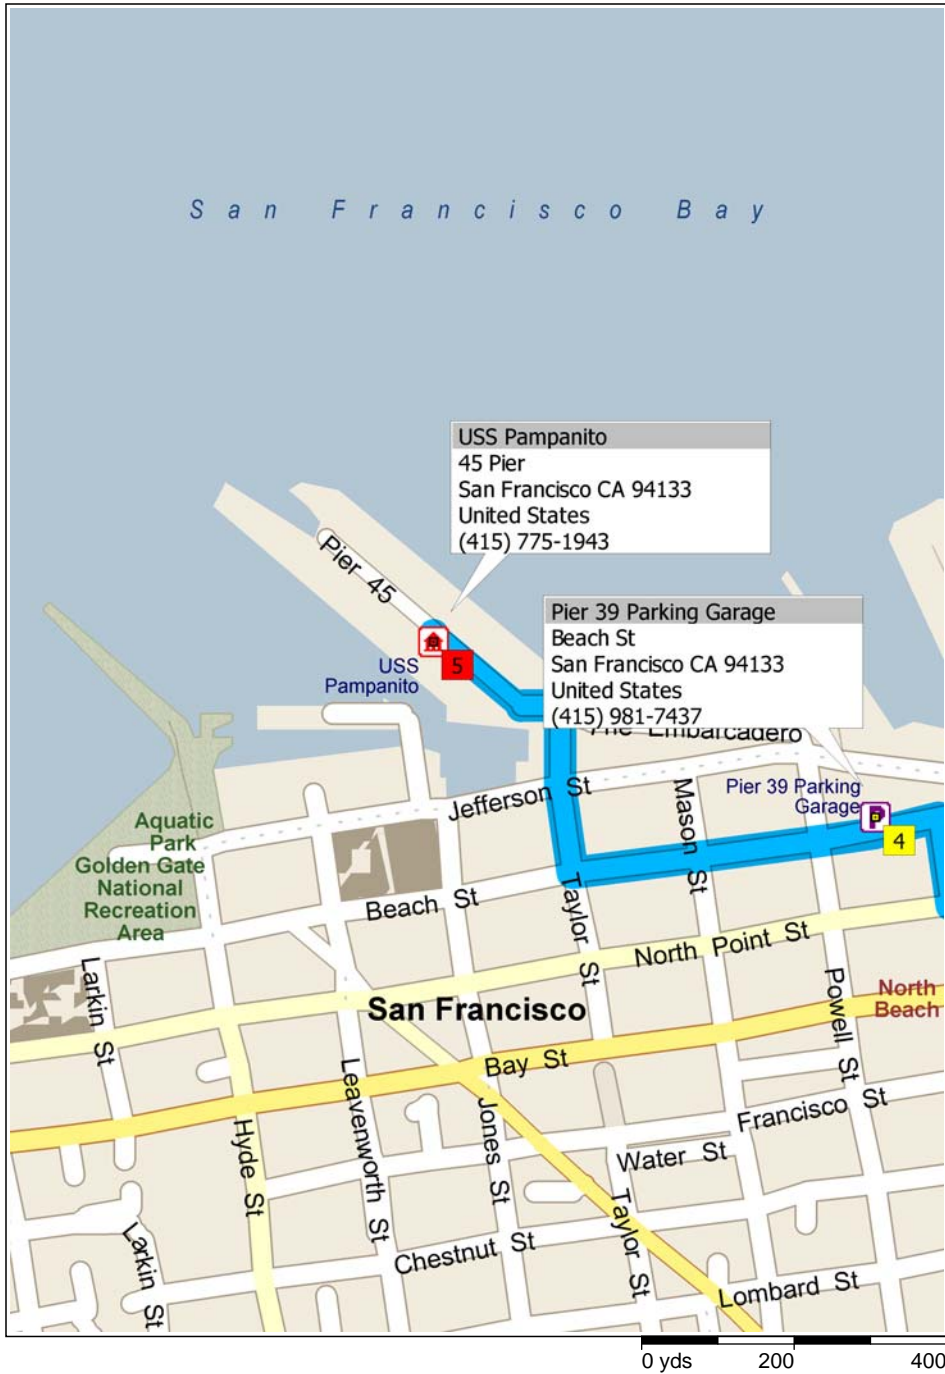 San Francisco Bay
USS Pampanito
45 Pier
San Francisco CA 94133
United States
(415) 775-1943
Pier 45
Pier 39 Parking Garage
Beach St
San Francisco CA 94133
United States
(415) 981-7437
USS
Pampanito
5
The Embarcadero
Jefferson St
Mason St
Pier 39 Parking
Garage
P
4
Aquatic
Park
Golden Gate
National
Recreation
Area
Beach St
Taylor St
North Point St
Larkin St
San Francisco
Powell St
North
Beach
Bay St
Leavenworth St
Jones St
Hyde St
Francisco St
Water St
Taylor St
Larkin St
Chestnut St
Lombard St
0 yds 200 400